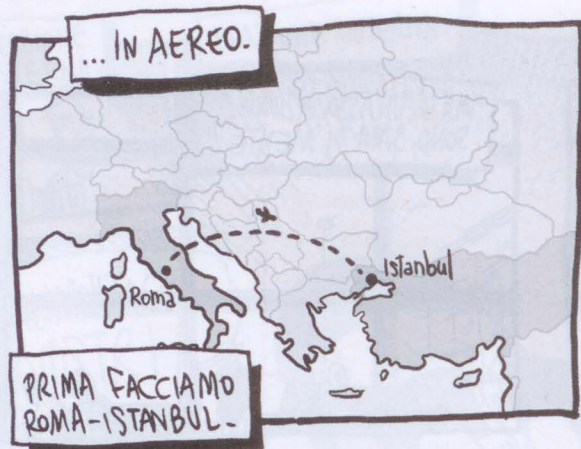 ...IN AEREO.
Istanbul
Roma
PRIMA FACCIAMO
ROMA-ISTANBUL.